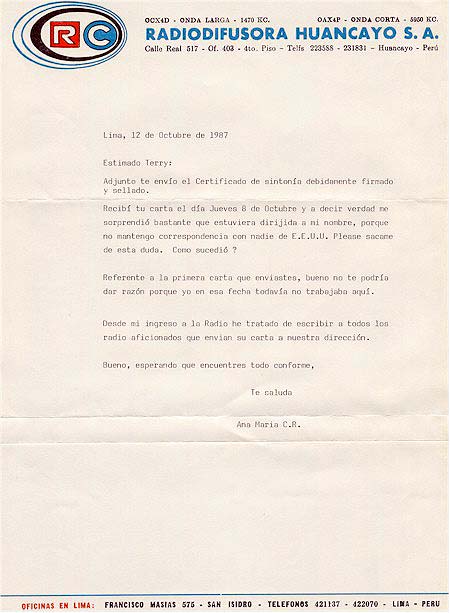 RC
OCX4D - ONDA LARGA - 1470 KC. OAX4P - ONDA CORTA - 5950 KC.
RADIODIFUSORA HUANCAYO S. A.
Calle Real 517 - Of. 403 - 4to. Piso - Telfs 223588 - 231831 - Huancayo - Perú
Lima, 12 de Octubre de 1987
Estimado Terry:
Adjunto te envío el Certificado de sintonía debidamente firmado
y sellado.
Recibí tu carta el día Jueves 8 de Octubre y a decir verdad me
sorprendió bastante que estuviera dirijida a mi nombre, porque
no mantengo correspondencia con nadie de E.E.U.U. Please sacame
de esta duda. Como sucedió ?
Referente a la primera carta que enviastes, bueno no te podría
dar razón porque yo en esa fecha todavía no trabajaba aquí.
Desde mi ingreso a la Radio he tratado de escribir a todos los
radio aficionados que envian su carta a nuestra dirección.
Bueno, esperando que encuentres todo conforme,
Te saluda
Ana Maria C.R.
OFICINAS EN LIMA: FRANCISCO MASIAS 575 - SAN ISIDRO - TELEFONOS 421137 - 422070 - LIMA - PERU